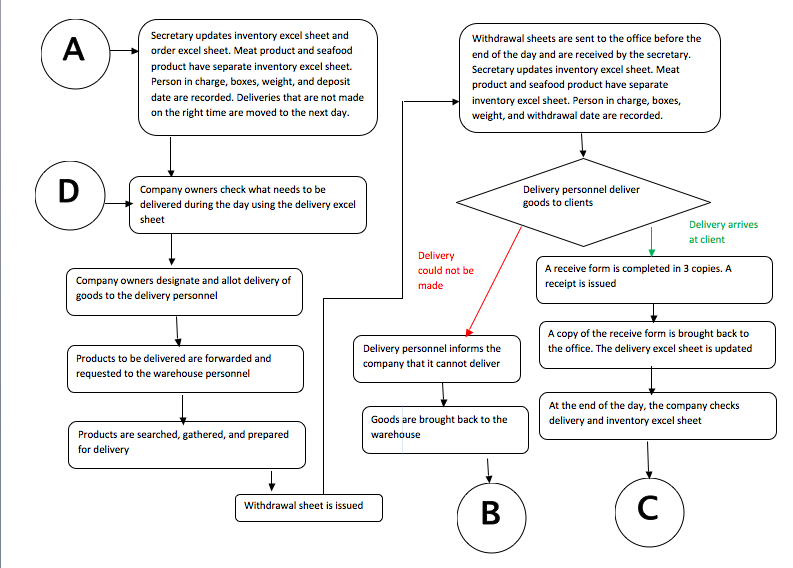 A
Secretary updates inventory excel sheet and
order excel sheet. Meat product and seafood
product have separate inventory excel sheet.
Person in charge, boxes, weight, and deposit
date are recorded. Deliveries that are not made
on the right time are moved to the next day.
D
Company owners check what needs to be
delivered during the day using the delivery excel
sheet
Company owners designate and allot delivery of
goods to the delivery personnel
Products to be delivered are forwarded and
requested to the warehouse personnel
Products are searched, gathered, and prepared
for delivery
Withdrawal sheet is issued
Withdrawal sheets are sent to the office before the
end of the day and are received by the secretary.
Secretary updates inventory excel sheet. Meat
product and seafood product have separate
inventory excel sheet. Person in charge, boxes,
weight, and withdrawal date are recorded.
Delivery personnel deliver
goods to clients
Delivery
could not be
made
Delivery personnel informs the
company that it cannot deliver
Goods are brought back to the
warehouse
B
Delivery arrives
at client
A receive form is completed in 3 copies. A
receipt is issued
A copy of the receive form is brought back to
the office. The delivery excel sheet is updated
At the end of the day, the company checks
delivery and inventory excel sheet
C